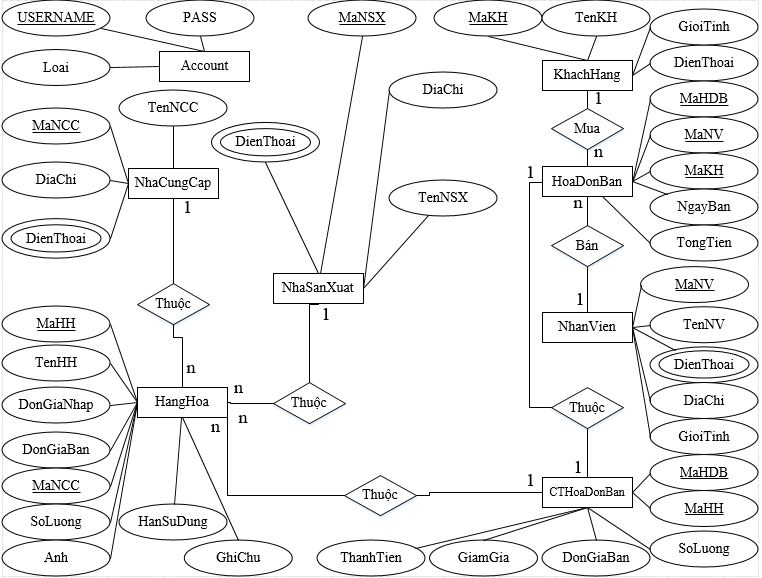 USERNAME
PASS
Loai
Account
MaNSX
MaKH
TenKH
GioiTinh
DienThoai
KhachHang
1
Mua
n
TenNCC
MaNCC
DiaChi
DienThoai
NhaCungCap
1
DienThoai
DiaChi
TenNSX
NhaSanXuat
1
MaHDB
MaNV
MaKH
NgayBan
TongTien
HoaDonBan
1
n
Bán
1
NhanVien
MaNV
TenNV
DienThoai
DiaChi
GioiTinh
Thuộc
n
MaHH
TenHH
DonGiaNhap
DonGiaBan
MaNCC
SoLuong
Anh
HangHoa
n
n
n
HanSuDung
GhiChu
Thuộc
Thuộc
1
Thuộc
1
CTHoaDonBan
MaHDB
MaHH
SoLuong
ThanhTien
GiamGia
DonGiaBan